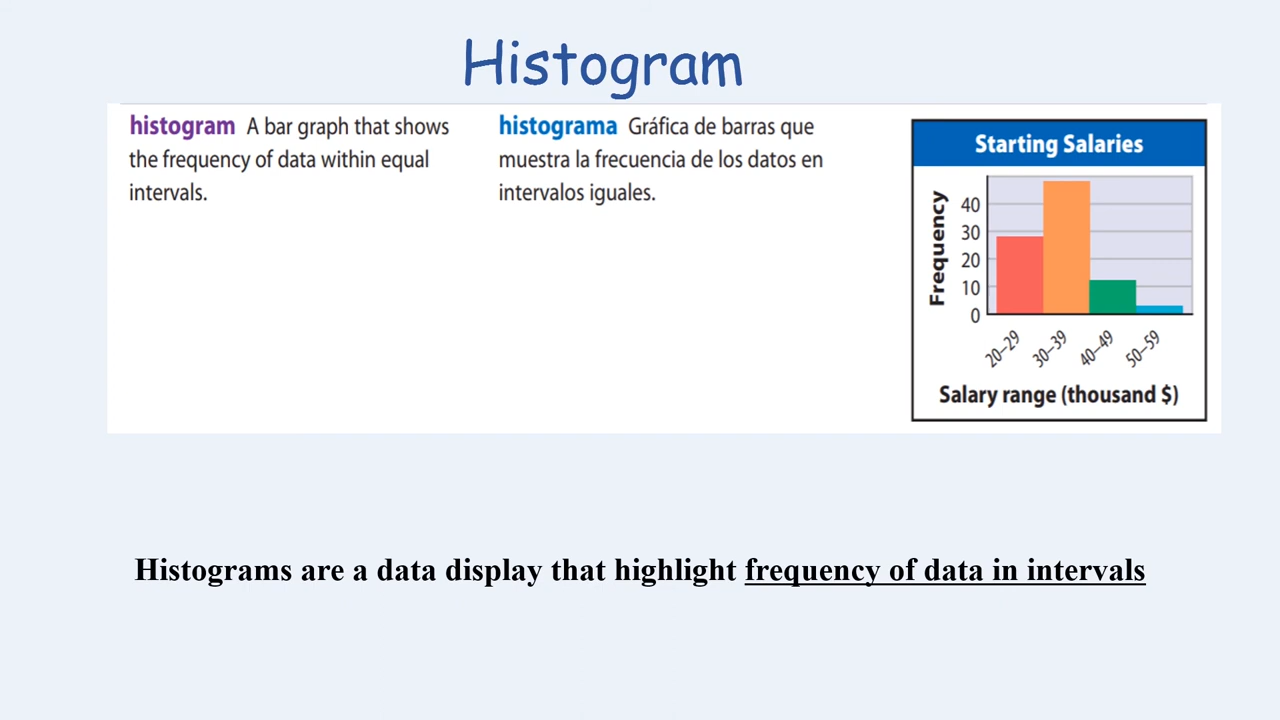 Histogram
histogram A bar graph that shows
the frequency of data within equal
intervals.
histograma Gráfica de barras que
muestra la frecuencia de los datos en
intervalos iguales.
Starting Salaries
Frequency
40
30
20
10
0
20–29
30–39
40–49
50–59
Salary range (thousand $)
Histograms are a data display that highlight frequency of data in intervals